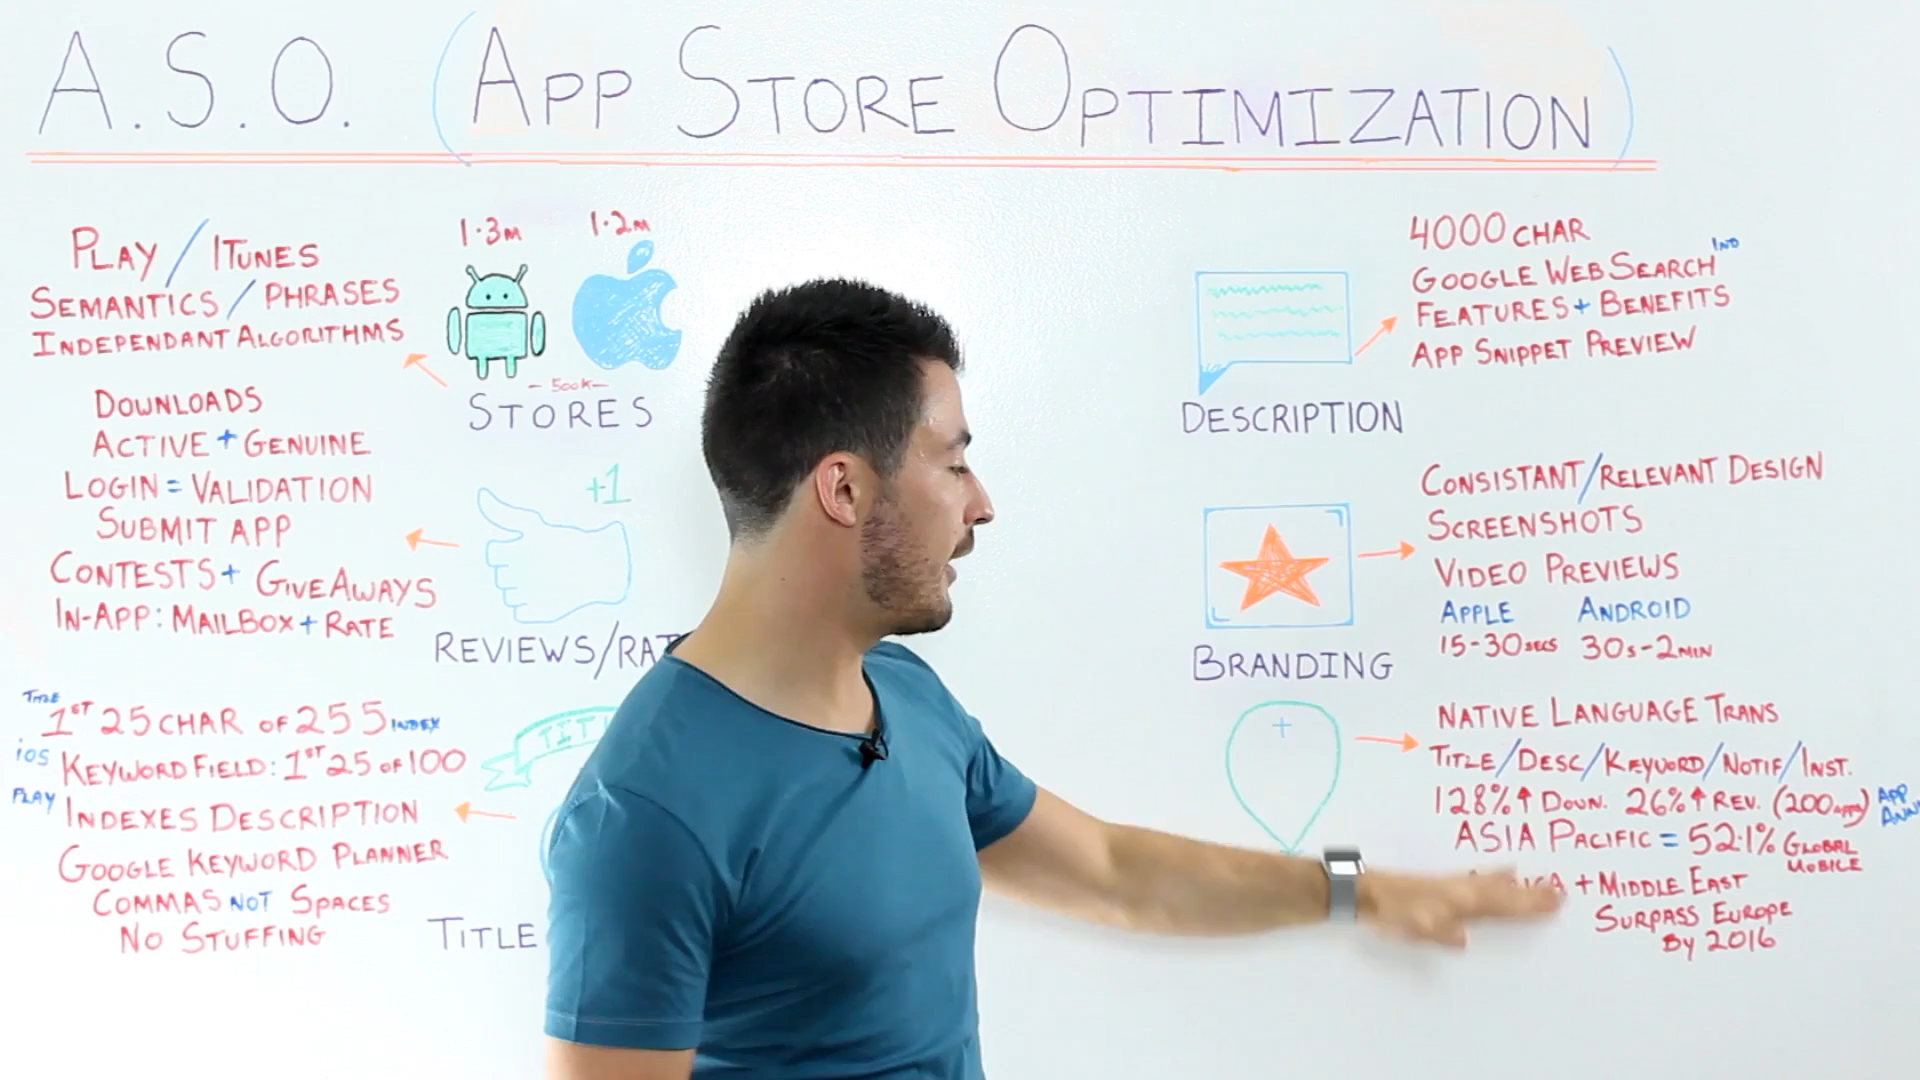 A.S.O. (APP STORE OPTIMIZATION)
PLAY / ITUNES
SEMANTICS / PHRASES
INDEPENDANT ALGORITHMS
1.3M
1.2M
-500K-
STORES
DOWNLOADS
ACTIVE + GENUINE
LOGIN = VALIDATION
SUBMIT APP
CONTESTS + GIVEAWAYS
IN-APP: MAILBOX + RATE
+1
REVIEWS/RAT
TITLE
1ST 25 CHAR OF 255 INDEX
iOS KEYWORD FIELD: 1ST 25 OF 100
PLAY INDEXES DESCRIPTION
GOOGLE KEYWORD PLANNER
COMMAS NOT SPACES
NO STUFFING
TITL
TITLE
4000 CHAR
GOOGLE WEB SEARCH IND
FEATURES + BENEFITS
APP SNIPPET PREVIEW
DESCRIPTION
CONSISTANT/RELEVANT DESIGN
SCREENSHOTS
VIDEO PREVIEWS
APPLE ANDROID
15-30 SECS 30S-2MIN
BRANDING
+
NATIVE LANGUAGE TRANS
TITLE/DESC/KEYWORD/NOTIF/INST.
128% ↑ DOWN. 26% ↑ REV. (200 APPS) APP
ASIA PACIFIC = 52.1% GLOBAL
MOBILE
+ MIDDLE EAST
SURPASS EUROPE
BY 2016